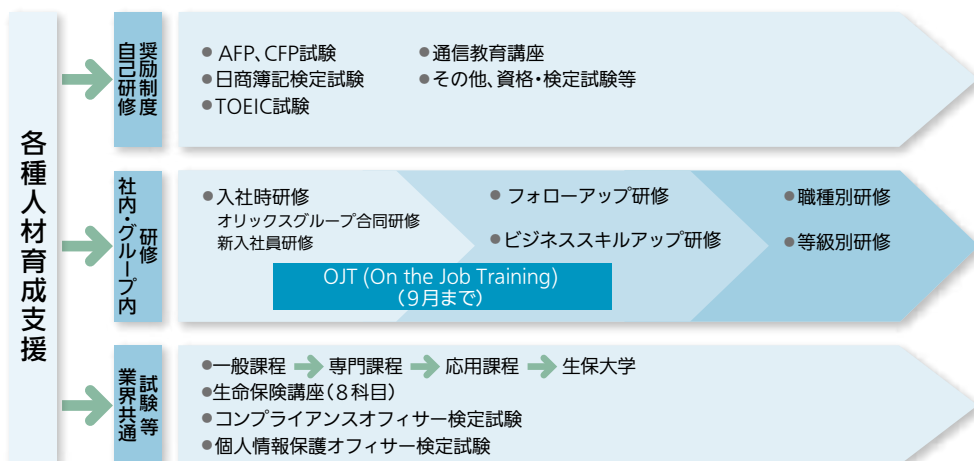 各種人材育成支援
自己研修
奨励制度
● AFP、CFP試験
●日商簿記検定試験
●TOEIC試験
●通信教育講座
●その他、資格・検定試験等
社内・グループ内
研修
●入社時研修
オリックスグループ合同研修
新入社員研修
● フォローアップ研修
●ビジネススキルアップ研修
OJT (On the Job Training)
（9月まで）
●職種別研修
●等級別研修
業界共通
試験等
●一般課程 → 専門課程 → 応用課程 → 生保大学
●生命保険講座（8科目）
●コンプライアンスオフィサー検定試験
●個人情報保護オフィサー検定試験